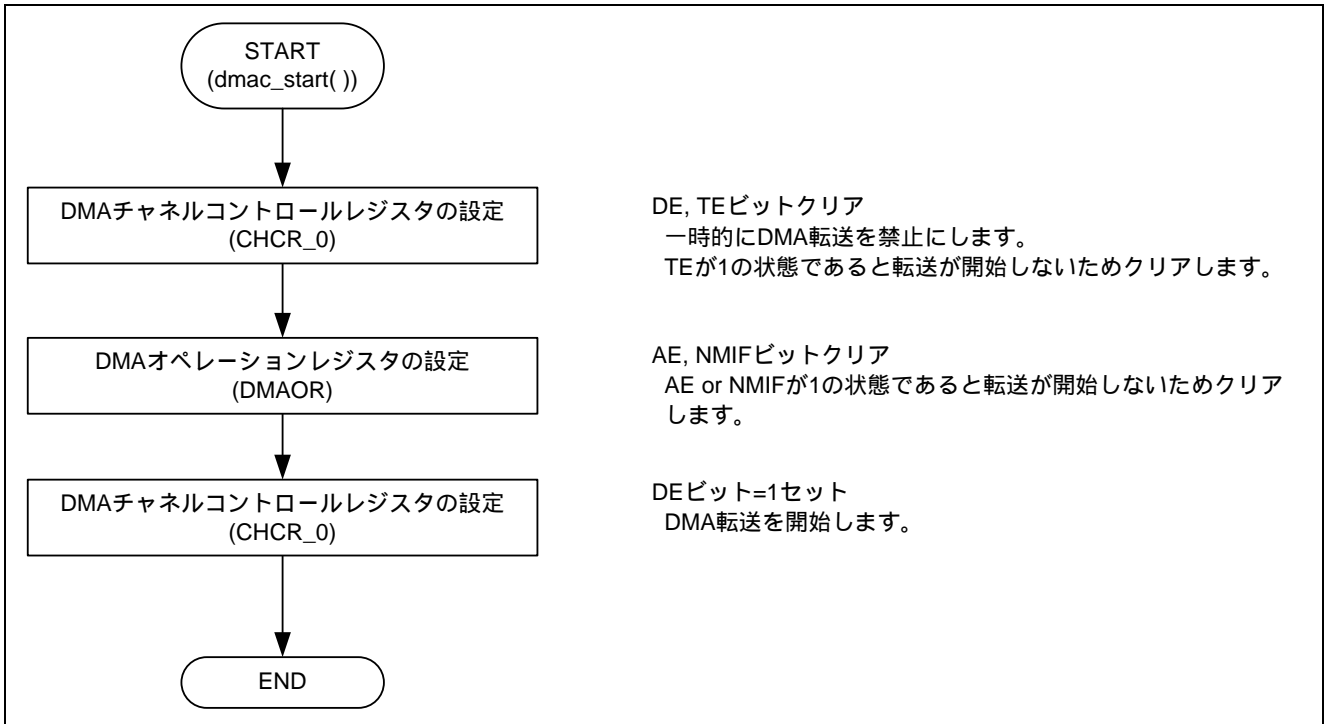 START
(dmac_start( ))
DMAチャネルコントロールレジスタの設定
(CHCR_0)
DE, TEビットクリア
一時的にDMA転送を禁止にします。
TEが1の状態であると転送が開始しないためクリアします。
DMAオペレーションレジスタの設定
(DMAOR)
AE, NMIFビットクリア
AE or NMIFが1の状態であると転送が開始しないためクリア
します。
DMAチャネルコントロールレジスタの設定
(CHCR_0)
DEビット=1セット
DMA転送を開始します。
END